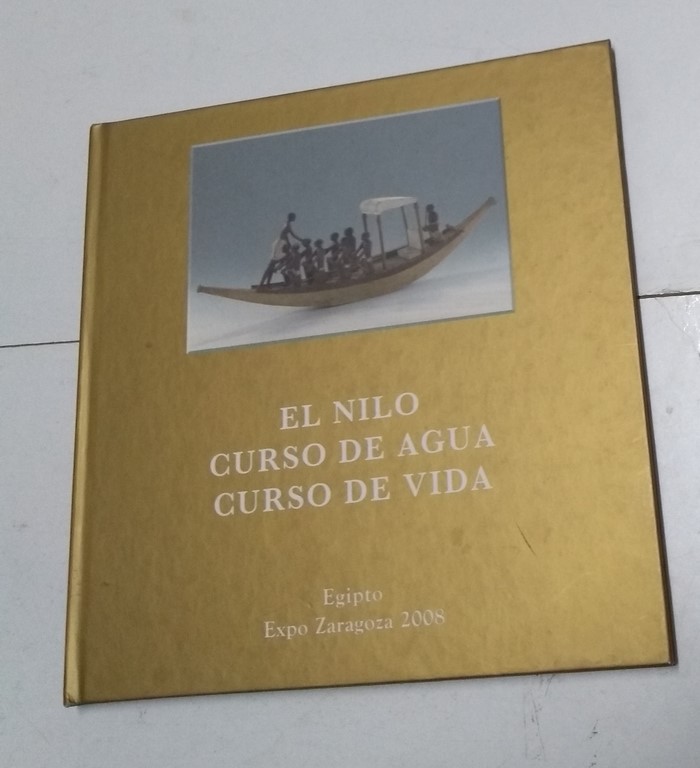 EL NILO
CURSO DE AGUA
CURSO DE VIDA
Egipto
Expo Zaragoza 2008